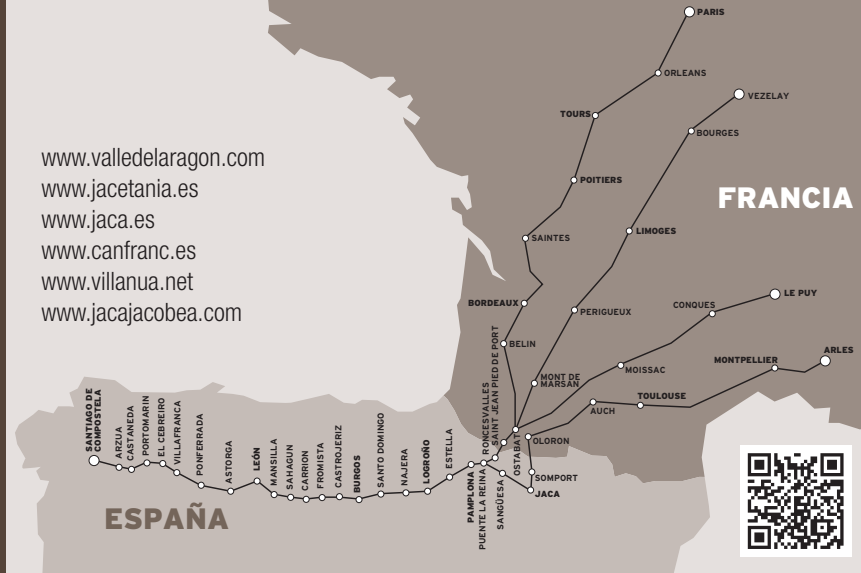 PARIS
ORLEANS
VEZELAY
TOURS
BOURGES
www.valledelaragon.com
www.jacetania.es
www.jaca.es
www.canfranc.es
www.villanua.net
www.jacajacobea.com
POITIERS
FRANCIA
SAINTES
LIMOGES
BORDEAUX
PERIGUEUX
CONQUES
LE PUY
BELIN
MOISSAC
MONTPELLIER
ARLES
MONT DE
MARSAN
AUCH
TOULOUSE
SANTIAGO DE
COMPOSTELA
ARZUA
CASTANEDA
PORTOMARIN
EL CEBREIRO
VILLAFRANCA
PONFERRADA
ASTORGA
LEÓN
MANSILLA
SAHAGUN
CARRION
FROMISTA
CASTROJERIZ
BURGOS
SANTO DOMINGO
NAJERA
LOGROÑO
ESTELLA
PAMPLONA
PUENTE LA REINA
RONCESVALLES
SAINT JEAN PIED DE PORT
SANGÜESA
OSTABAT
OLORON
SOMPORT
JACA
ESPAÑA